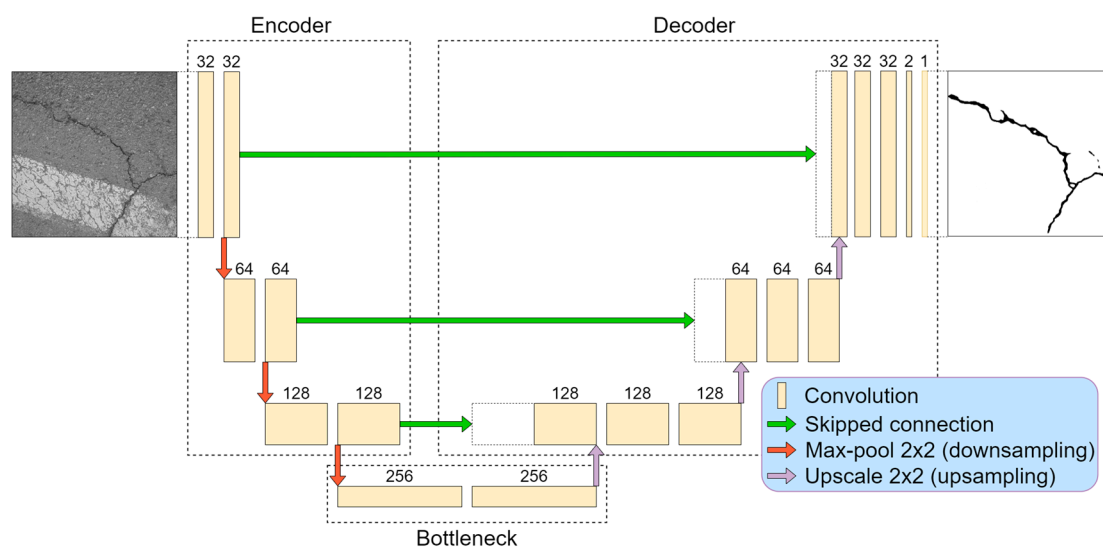 Encoder
Decoder
32 32
32 32 32 2 1
64 64
64 64 64
128 128
128 128 128
256 256
Bottleneck
Convolution
Skipped connection
Max-pool 2x2 (downsampling)
Upscale 2x2 (upsampling)